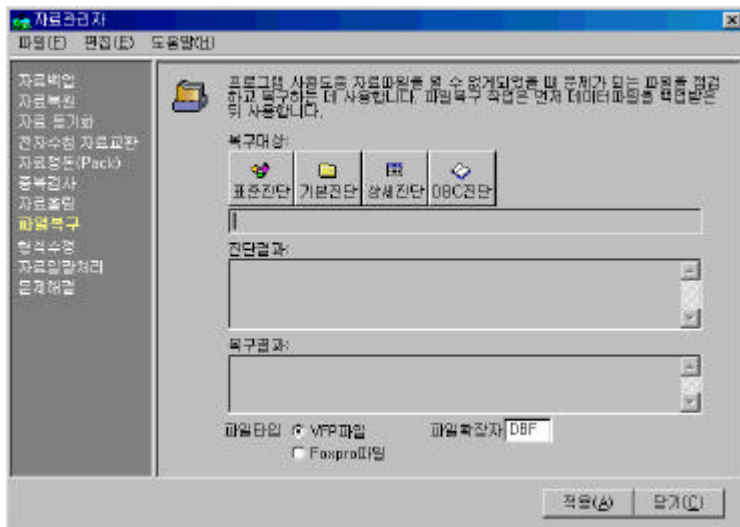 자료관리자
파일(F) 편집(E) 도움말(H)
자료백업
자료복원
자료 동기화
전자수첩 자료교환
자료정돈(Pack)
중복검사
자료올림
파일복구
형식수정
자료일괄처리
문제해결
프로그램 사용도중 자료파일을 열 수 없게되었을 때 문제가 되는 파일을 점검
하고 복구하는 데 사용합니다. 파일복구 작업은 먼저 데이터파일을 백업받은
뒤 사용합니다.
복구대상:
표준진단 기본진단 상세진단 DBC진단
진단결과:
복구결과:
파일타입 VFP파일 파일확장자 DBF
Foxpro파일
적용(A) 닫기(C)